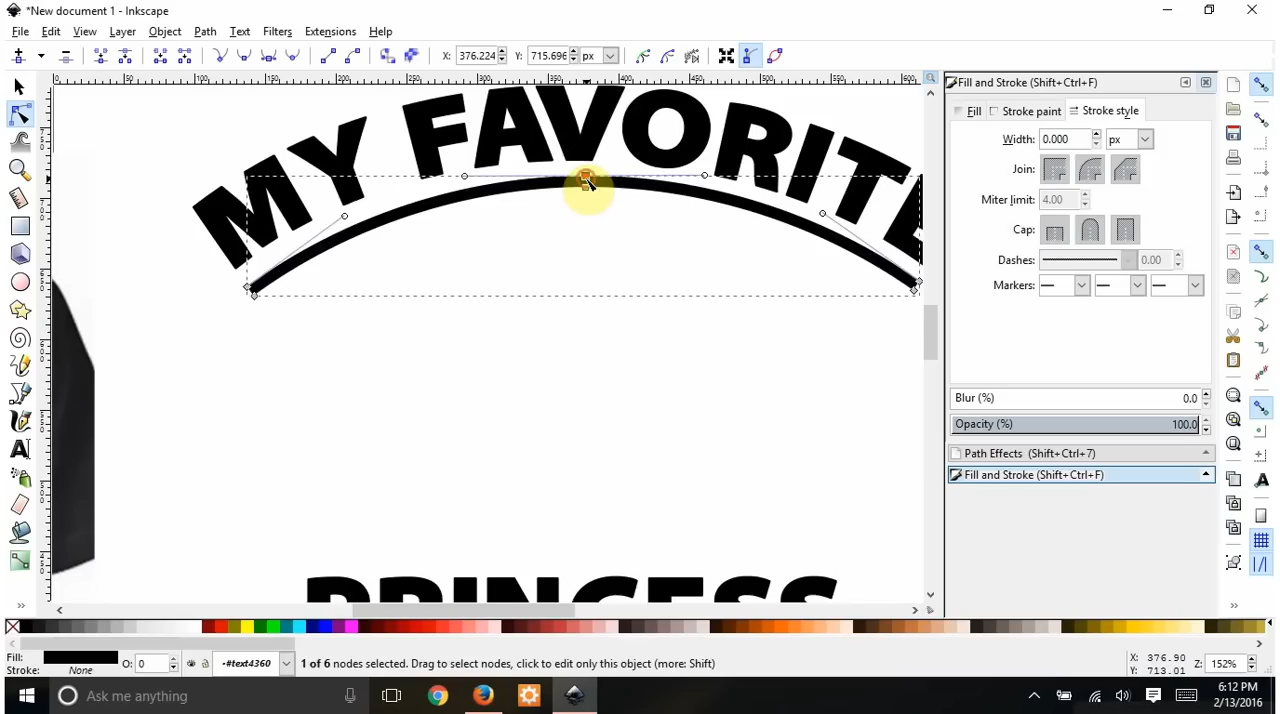 *New document 1 - Inkscape
File Edit View Layer Object Path Text Filters Extensions Help
X: 376.224 Y: 715.696 px
Fill and Stroke (Shift+Ctrl+F)
Fill Stroke paint Stroke style
Width: 0.000 px
Join:
Miter limit: 4.00
Cap:
Dashes: 0.00
Markers:
Blur (%) 0.0
Opacity (%) 100.0
Path Effects (Shift+Ctrl+7)
Fill and Stroke (Shift+Ctrl+F)
MY FAVORITE
PRINCESS
Fill:
Stroke: None
O: 0
-#text4360
1 of 6 nodes selected. Drag to select nodes, click to edit only this object (more: Shift)
X: 376.90
Y: 713.01
Z: 152%
Ask me anything
6:12 PM
2/13/2016